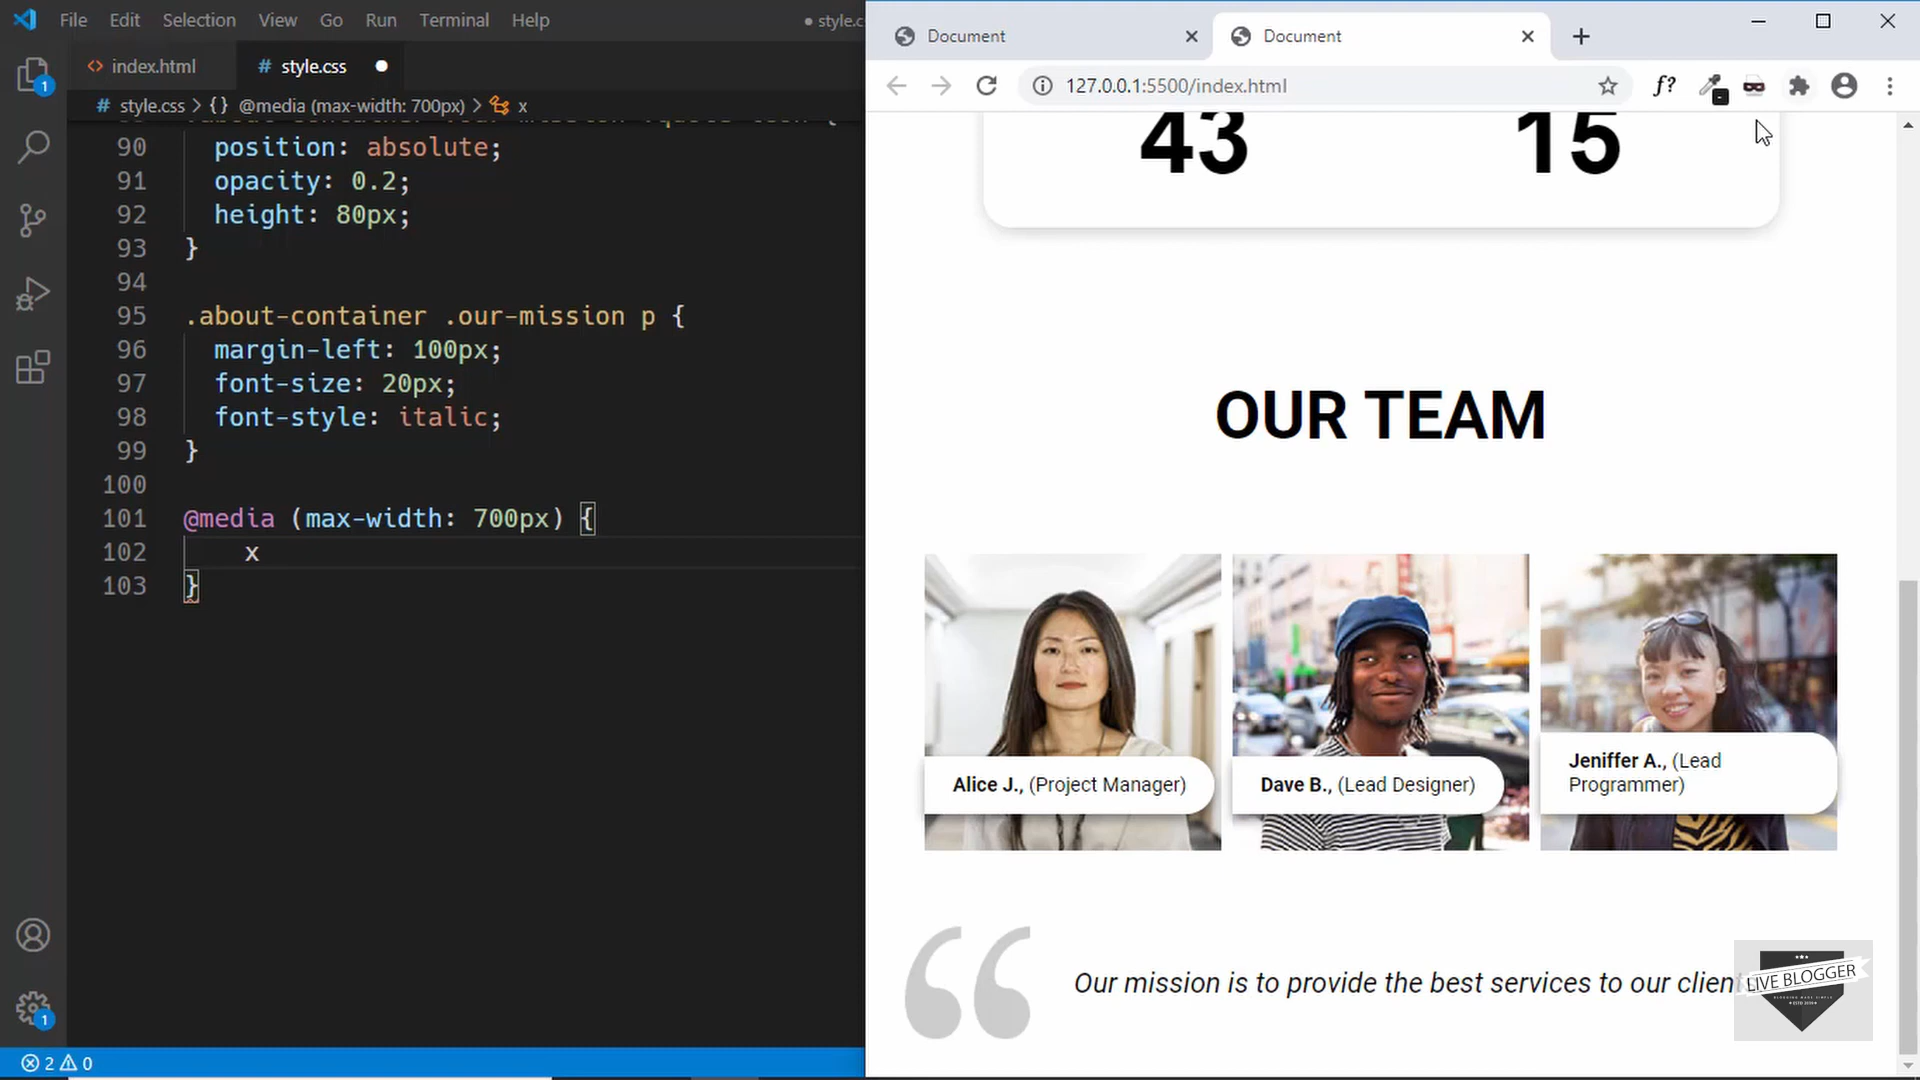 File Edit Selection View Go Run Terminal Help
● style.c
index.html
# style.css ●
# style.css > {} @media (max-width: 700px) > x
90 position: absolute;
91 opacity: 0.2;
92 height: 80px;
93 }
94
95 .about-container .our-mission p {
96 margin-left: 100px;
97 font-size: 20px;
98 font-style: italic;
99 }
100
101 @media (max-width: 700px) {
102 x
103 }
1
1
2 0
Document
Document
127.0.0.1:5500/index.html
f?
43 15
OUR TEAM
Alice J., (Project Manager)
Dave B., (Lead Designer)
Jeniffer A., (Lead
Programmer)
Our mission is to provide the best services to our client
LIVE BLOGGER